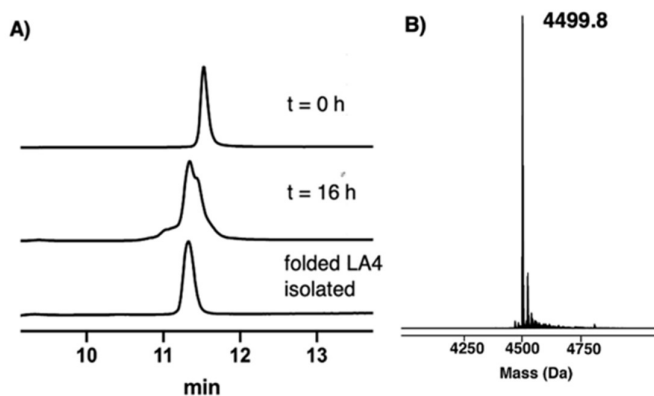 A)
t = 0 h
t = 16 h
folded LA4
isolated
10 11 12 13
min
B)
4499.8
4250 4500 4750
Mass (Da)